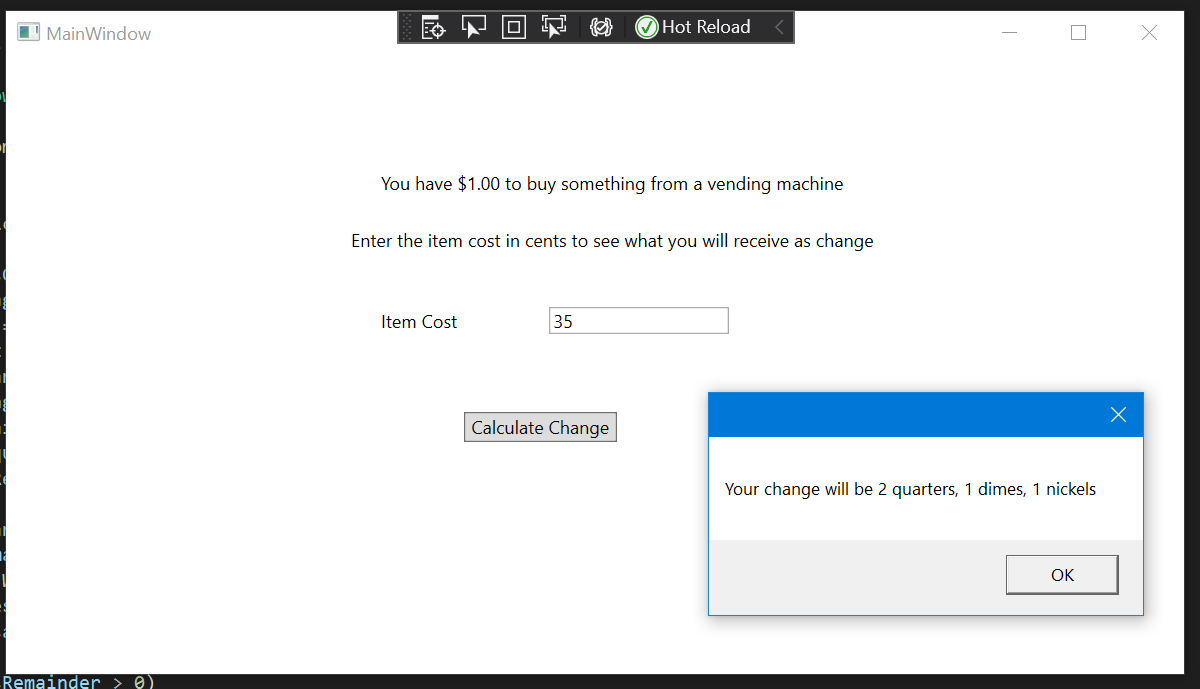 MainWindow
Hot Reload
You have $1.00 to buy something from a vending machine
Enter the item cost in cents to see what you will receive as change
Item Cost
35
Calculate Change
Your change will be 2 quarters, 1 dimes, 1 nickels
OK
Remainder > 0)